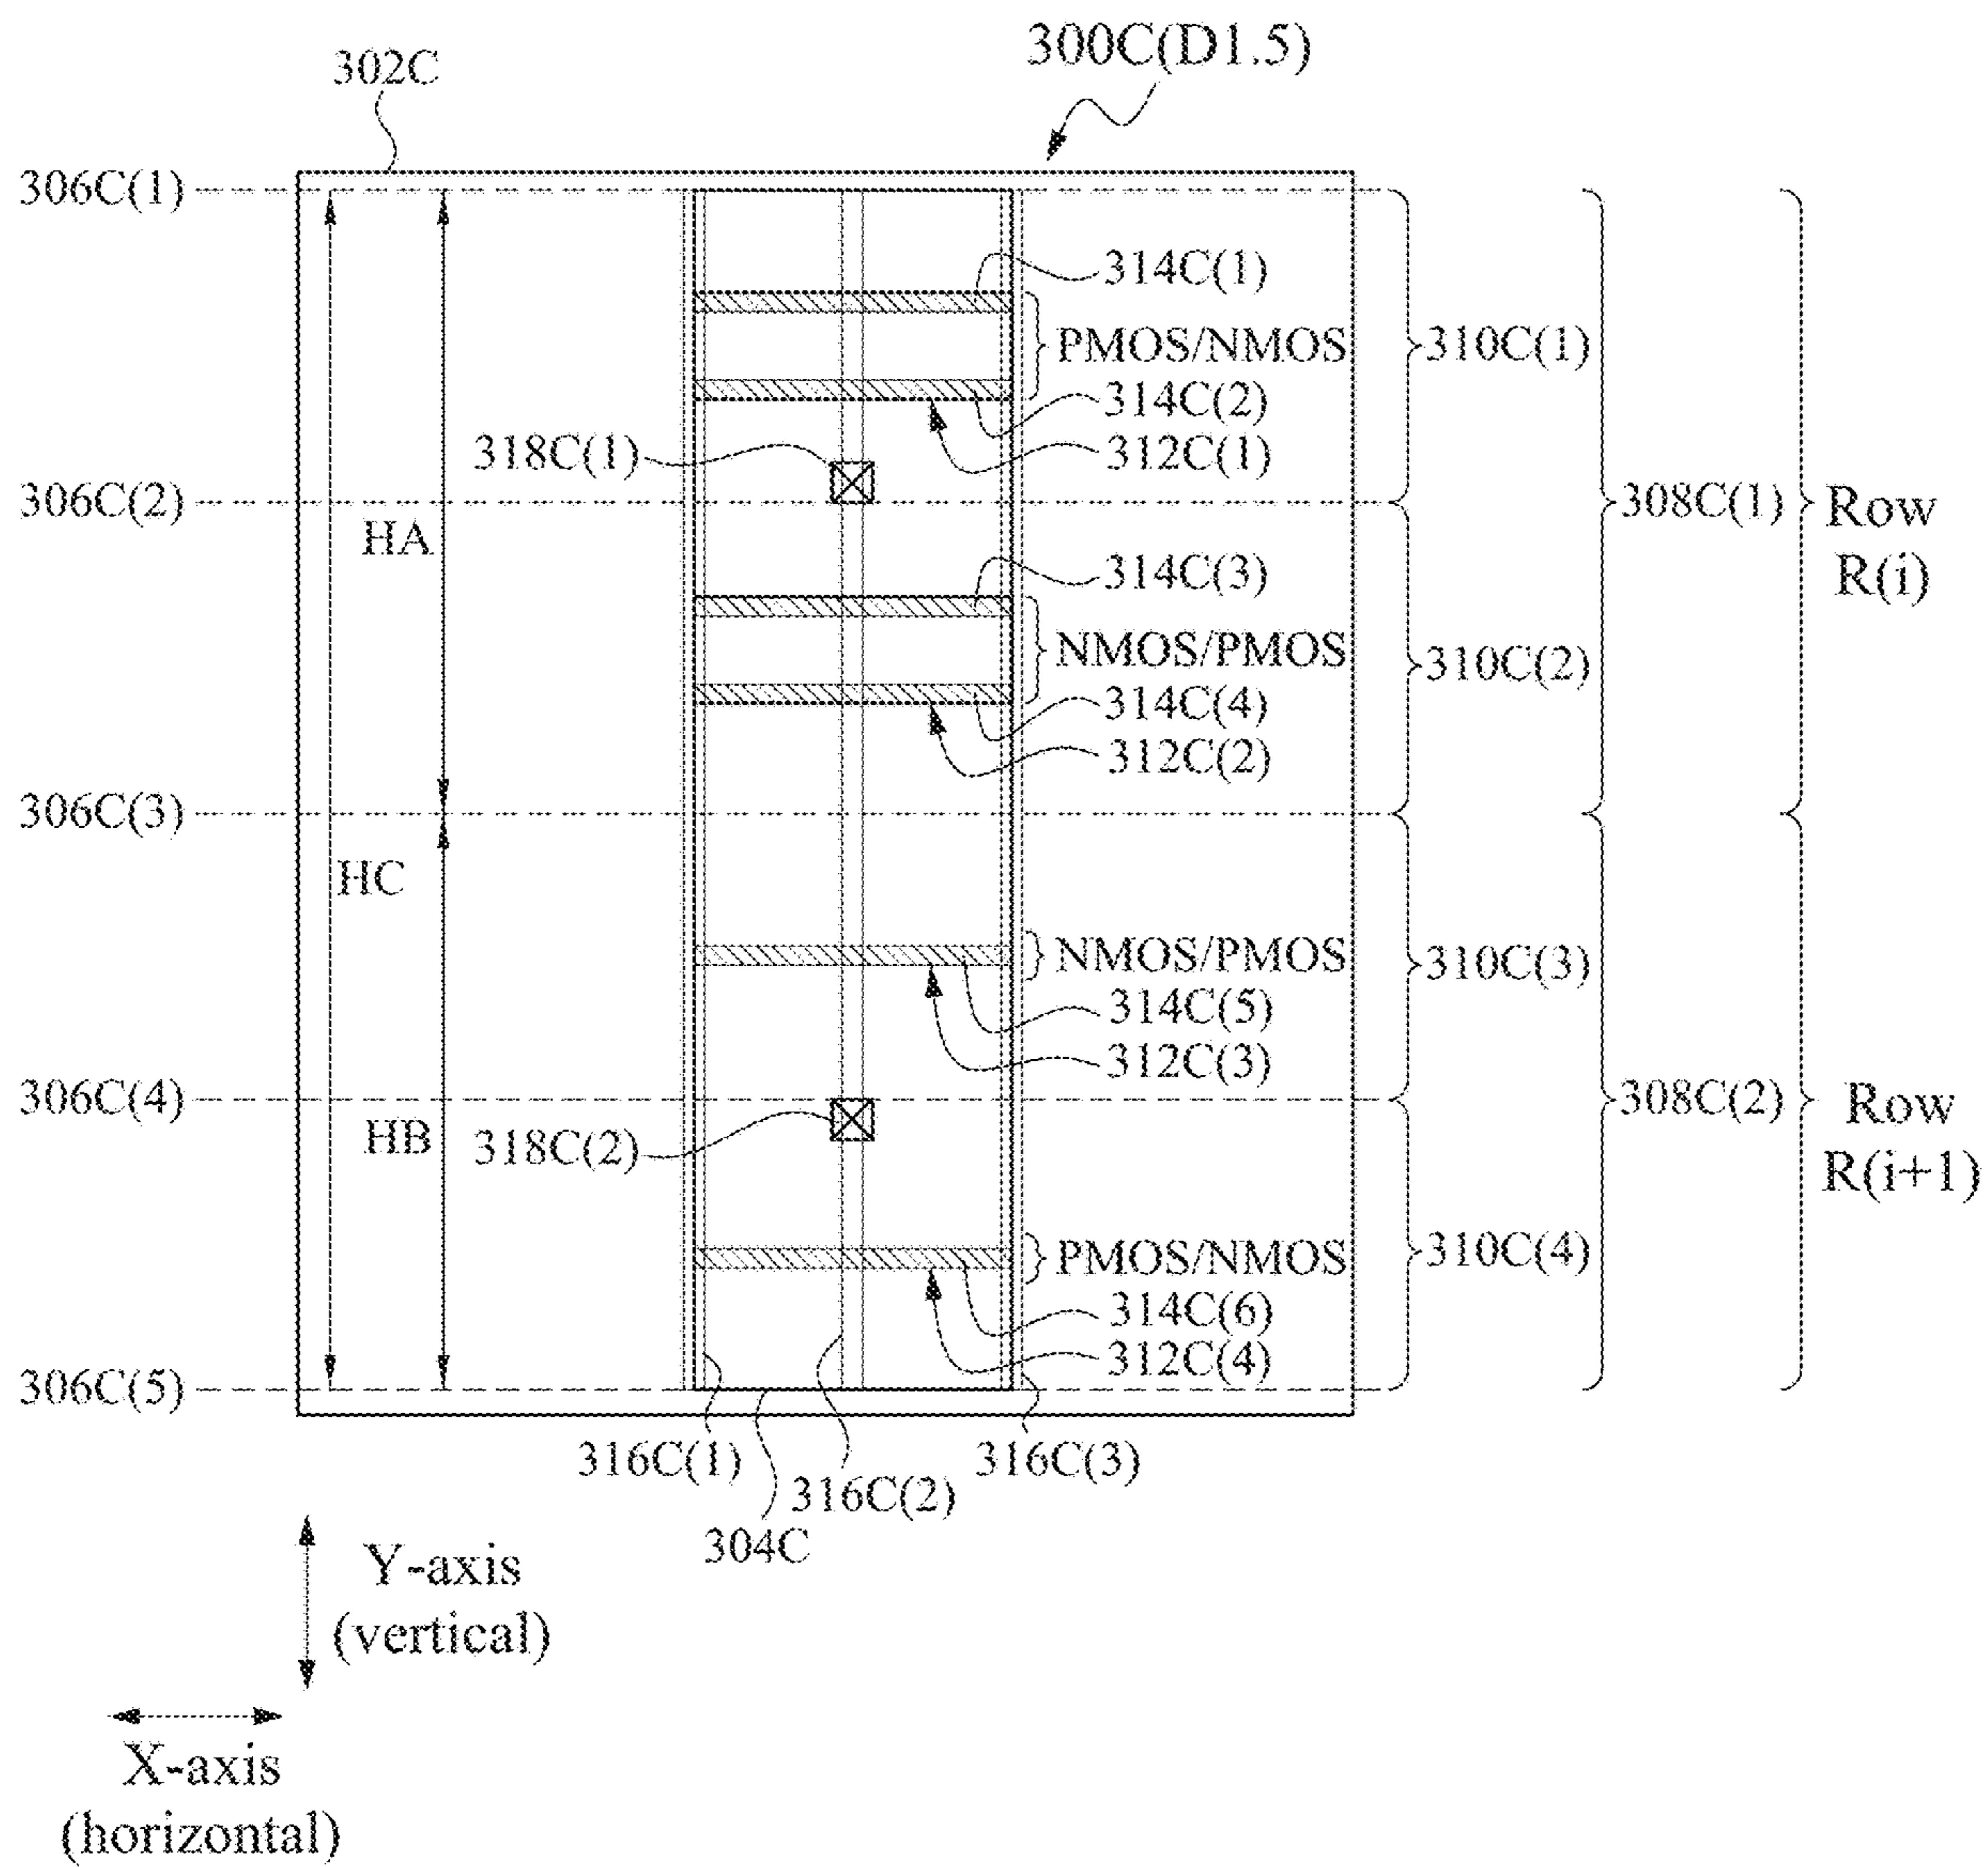 300C(D1.5)
302C
306C(1)
314C(1)
PMOS/NMOS
310C(1)
314C(2)
318C(1)
312C(1)
306C(2)
308C(1)
Row
R(i)
HA
314C(3)
NMOS/PMOS
310C(2)
314C(4)
312C(2)
306C(3)
HC
NMOS/PMOS
310C(3)
314C(5)
312C(3)
306C(4)
308C(2)
Row
R(i+1)
HB
318C(2)
PMOS/NMOS
310C(4)
314C(6)
312C(4)
306C(5)
316C(1)
316C(2)
316C(3)
304C
Y-axis
(vertical)
X-axis
(horizontal)